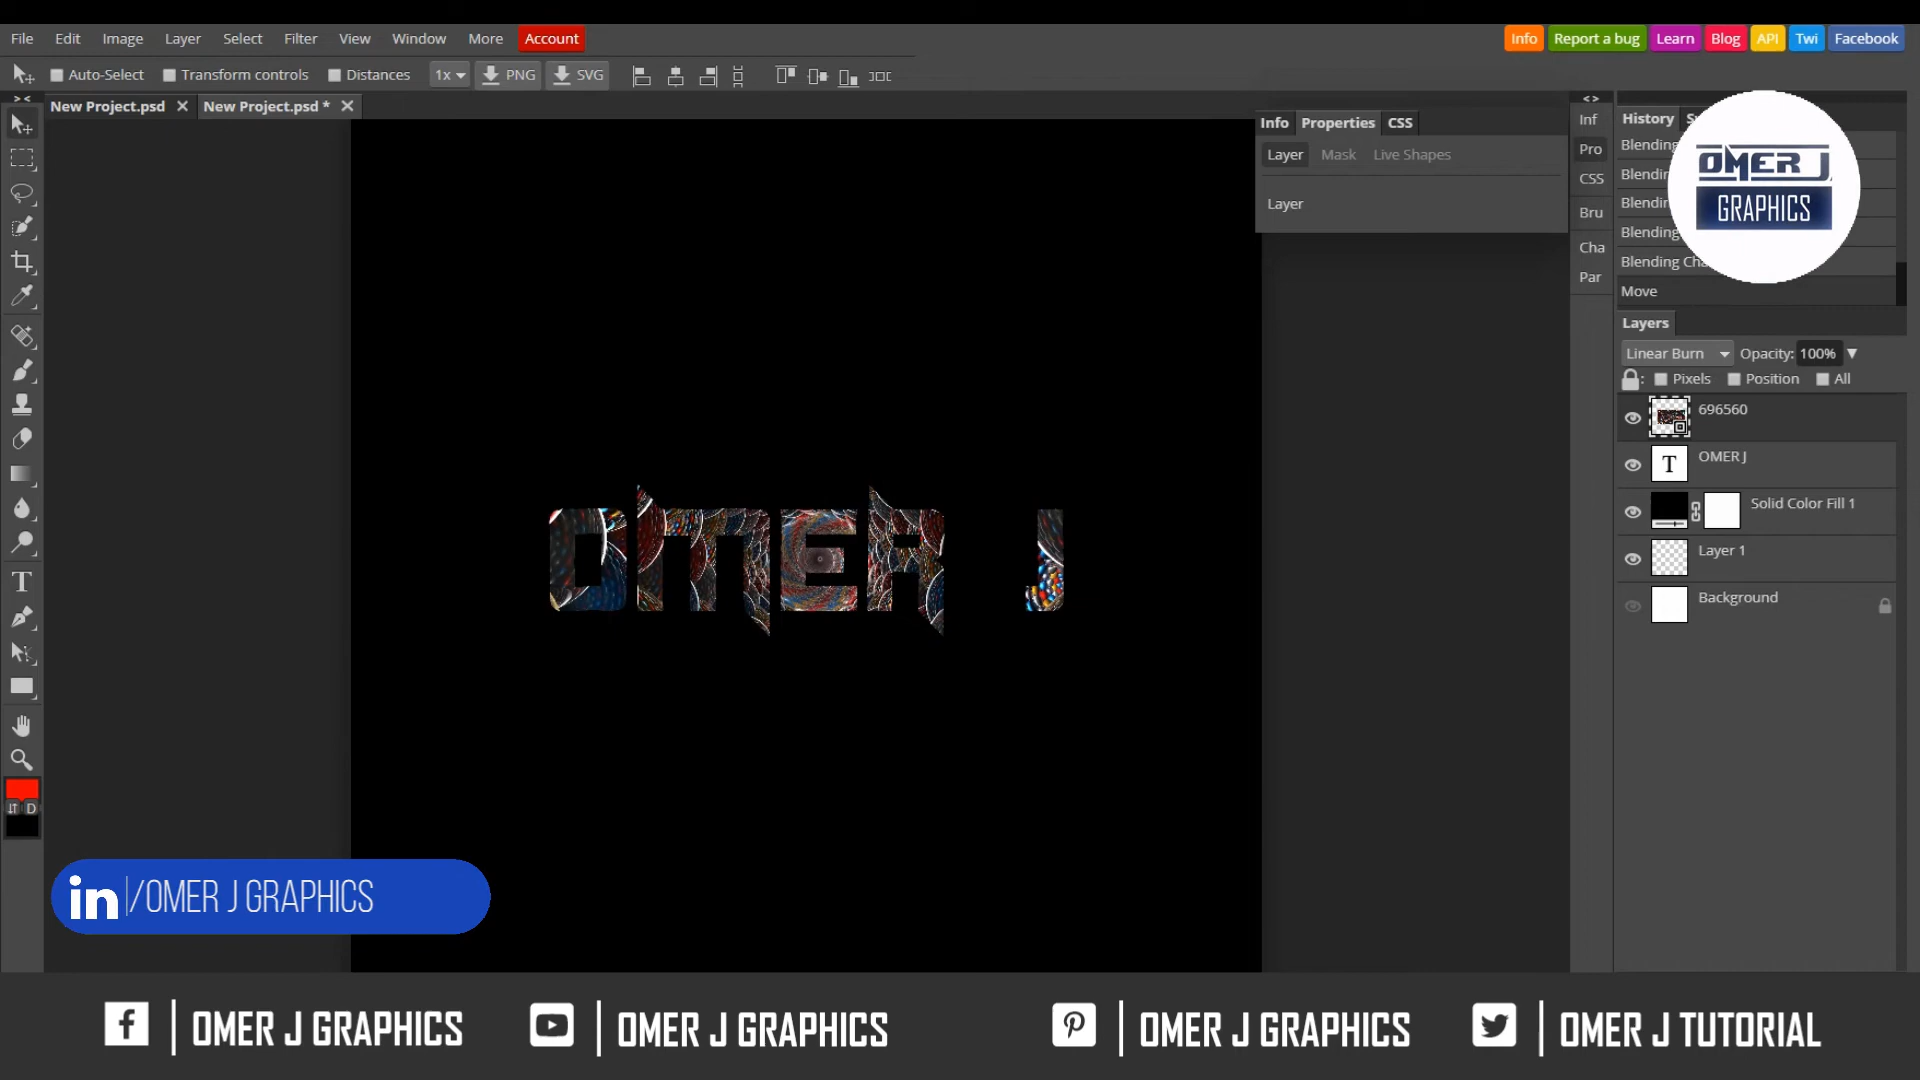 File Edit Image Layer Select Filter View Window More Account Info Report a bug Learn Blog API Twi Facebook
Auto-Select Transform controls Distances 1x PNG SVG
New Project.psd New Project.psd *
Info Properties CSS
Layer Mask Live Shapes
Layer
Inf
Pro
CSS
Bru
Cha
Par
History
Blending
Blending
Blending
Blending
Blending Cha
Move
OMER J
GRAPHICS
Layers
Linear Burn Opacity: 100%
: Pixels Position All
696560
T OMER J
Solid Color Fill 1
Layer 1
Background
T
D
OMER J
in /OMER J GRAPHICS
f OMER J GRAPHICS
OMER J GRAPHICS
OMER J GRAPHICS
OMER J TUTORIAL